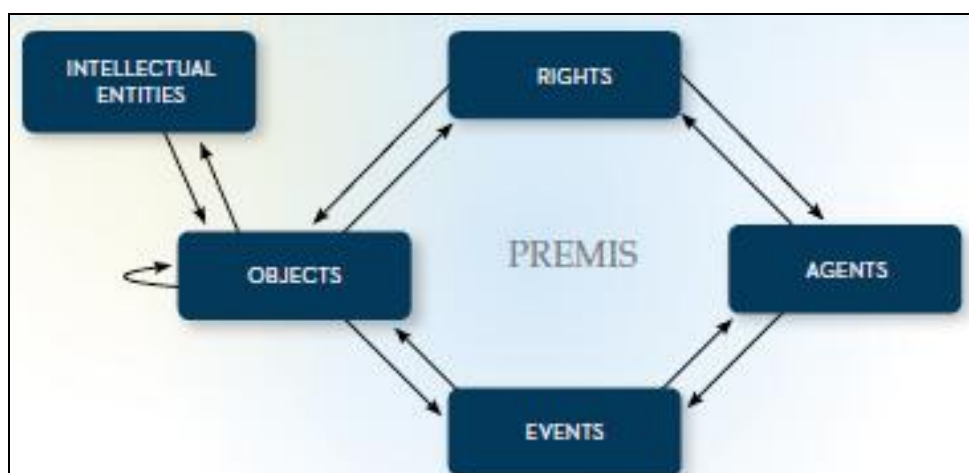 INTELLECTUAL
ENTITIES
RIGHTS
OBJECTS
PREMIS
AGENTS
EVENTS